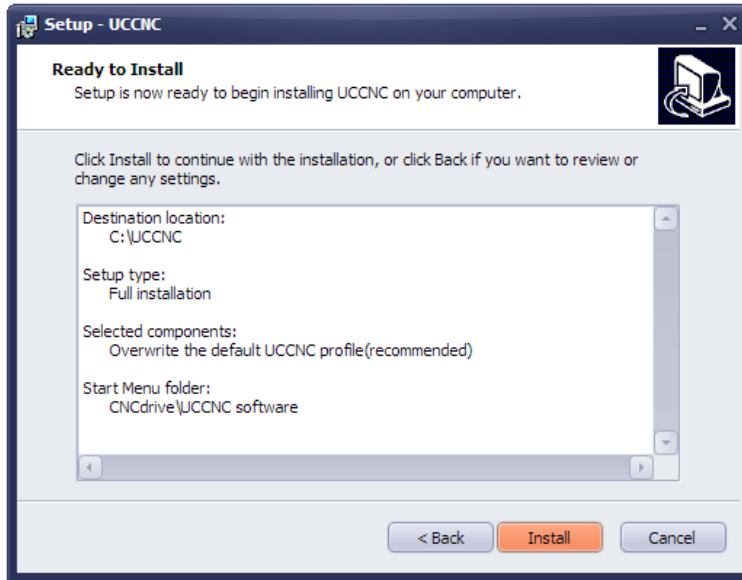 Setup - UCCNC
Ready to Install
Setup is now ready to begin installing UCCNC on your computer.
Click Install to continue with the installation, or click Back if you want to review or
change any settings.
Destination location:
C:\UCCNC
Setup type:
Full installation
Selected components:
Overwrite the default UCCNC profile(recommended)
Start Menu folder:
CNCdrive\UCCNC software
< Back
Install
Cancel